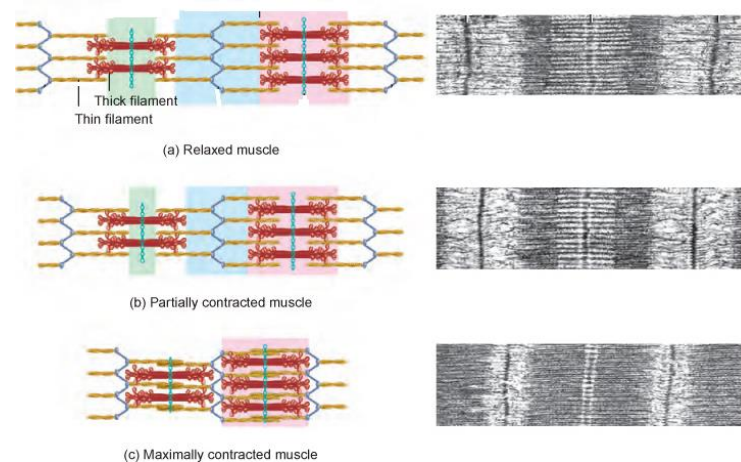 Thick filament
Thin filament
(a) Relaxed muscle
(b) Partially contracted muscle
(c) Maximally contracted muscle